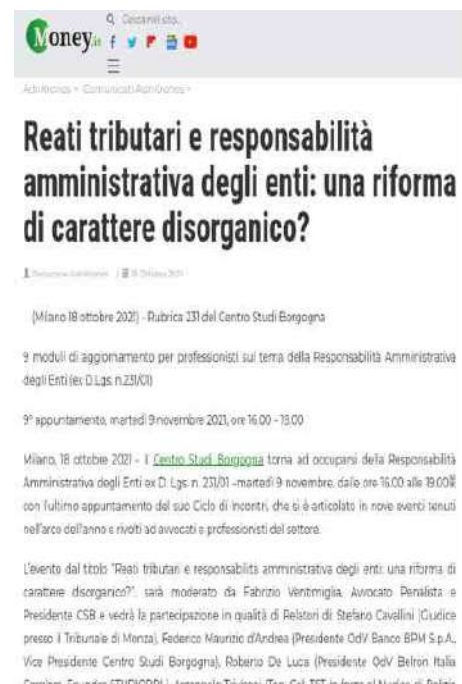 Cerca nel sito...
Money.it
AdnKronos > Comunicati AdnKronos >
Reati tributari e responsabilità
amministrativa degli enti: una riforma
di carattere disorganico?
Redazione AdnKronos | 18 Ottobre 2021
(Milano 18 ottobre 2021) - Rubrica 231 del Centro Studi Borgogna
9 moduli di aggiornamento per professionisti sul tema della Responsabilità Amministrativa
degli Enti (ex D.Lgs. n.231/01)
9° appuntamento, martedì 9 novembre 2021, ore 16.00 - 19.00
Milano, 18 ottobre 2021 - Il Centro Studi Borgogna torna ad occuparsi della Responsabilità
Amministrativa degli Enti ex D. Lgs. n. 231/01 -martedì 9 novembre, dalle ore 16.00 alle 19.00
con l'ultimo appuntamento del suo Ciclo di incontri, che si è articolato in nove eventi tenuti
nell'arco dell'anno e rivolti ad avvocati e professionisti del settore.
L'evento dal titolo "Reati tributari e responsabilità amministrativa degli enti: una riforma di
carattere disorganico?", sarà moderato da Fabrizio Ventimiglia, Avvocato Penalista e
Presidente CSB e vedrà la partecipazione in qualità di Relatori di: Stefano Cavallini (Giudice
presso il Tribunale di Monza), Federico Maurizio d'Andrea (Presidente OdV Banco BPM S.p.A.,
Vice Presidente Centro Studi Borgogna), Roberto De Luca (Presidente OdV Belron Italia